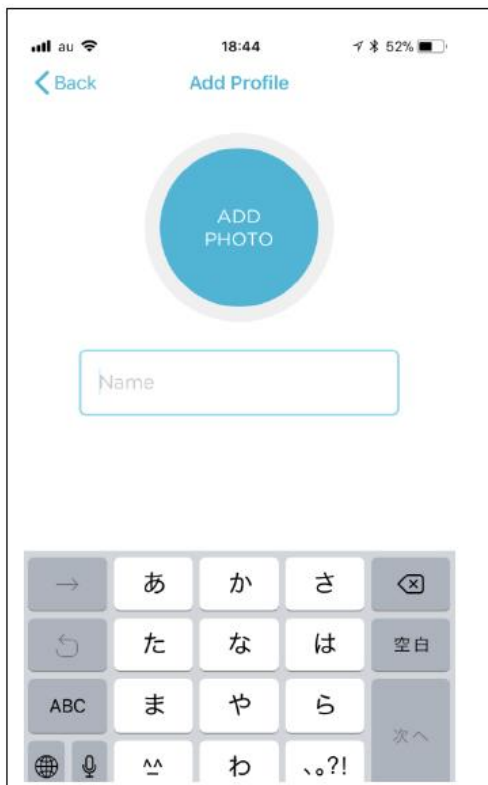 au 18:44 52%
Back Add Profile
ADD
PHOTO
Name
→ あ か さ
た な は 空白
ABC ま や ら
^^ わ 、。?! 次へ